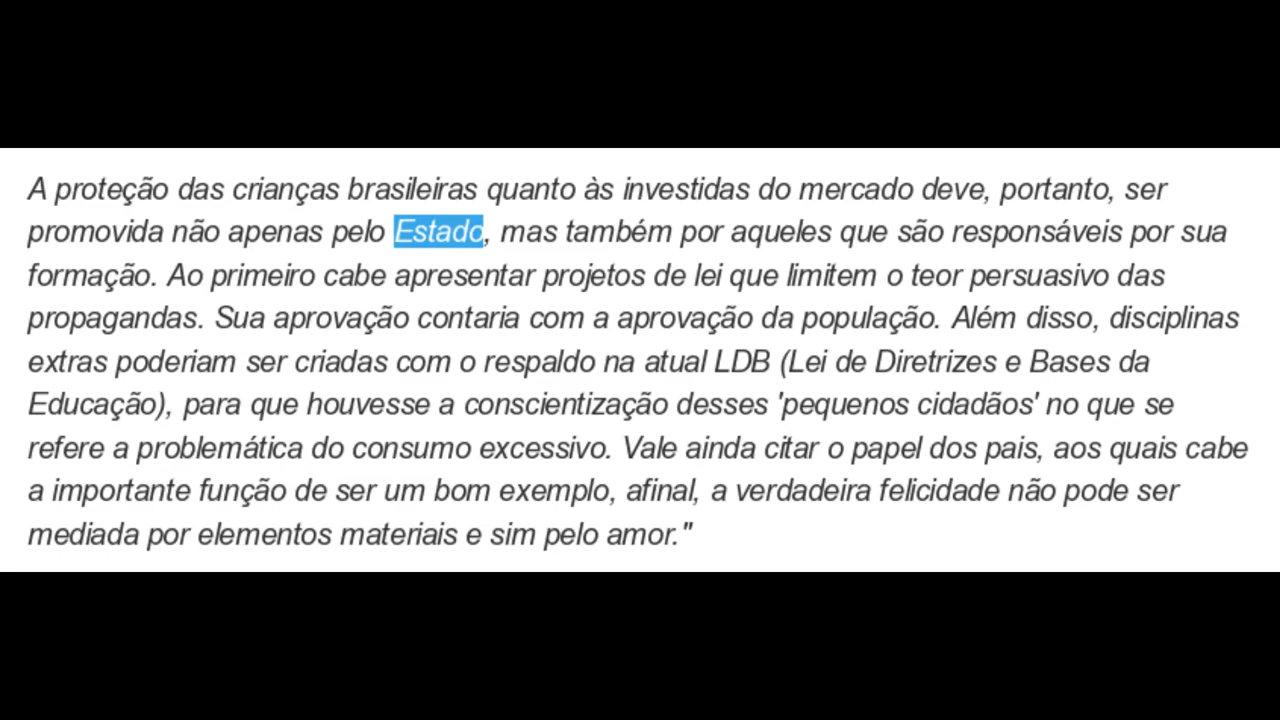 A proteção das crianças brasileiras quanto às investidas do mercado deve, portanto, ser
promovida não apenas pelo Estado, mas também por aqueles que são responsáveis por sua
formação. Ao primeiro cabe apresentar projetos de lei que limitem o teor persuasivo das
propagandas. Sua aprovação contaria com a aprovação da população. Além disso, disciplinas
extras poderiam ser criadas com o respaldo na atual LDB (Lei de Diretrizes e Bases da
Educação), para que houvesse a conscientização desses 'pequenos cidadãos' no que se
refere a problemática do consumo excessivo. Vale ainda citar o papel dos pais, aos quais cabe
a importante função de ser um bom exemplo, afinal, a verdadeira felicidade não pode ser
mediada por elementos materiais e sim pelo amor."